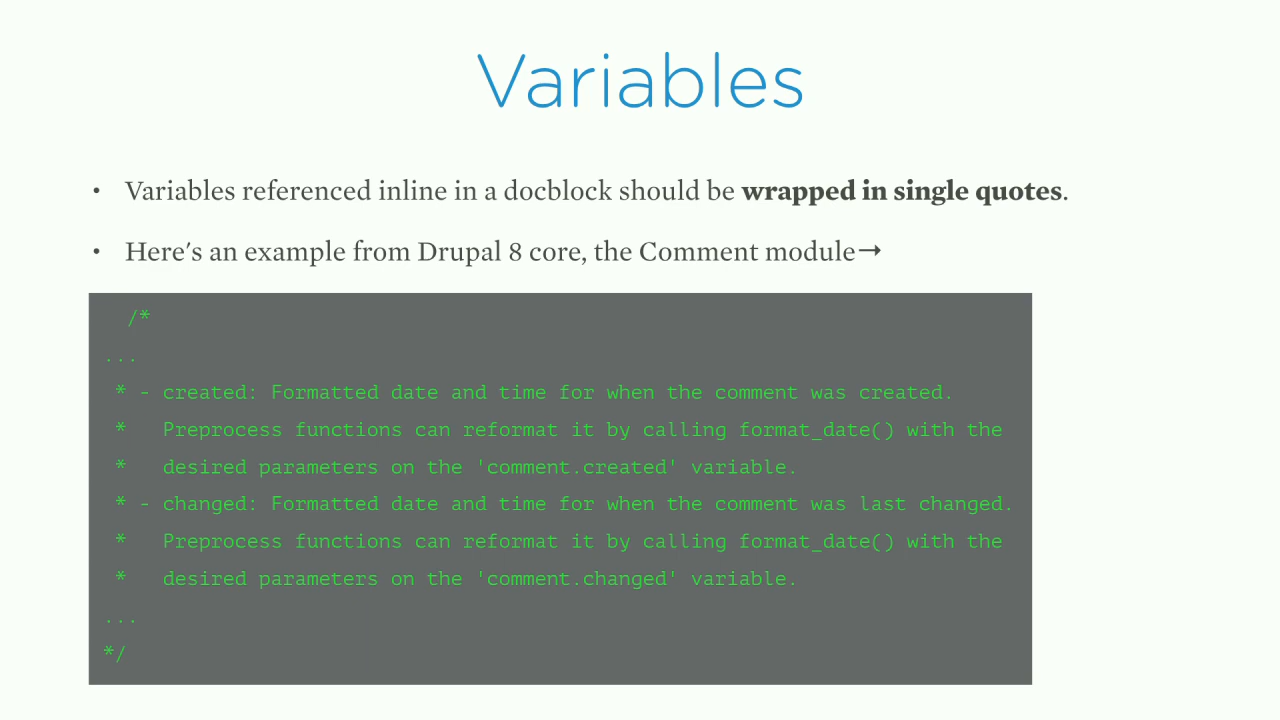 Variables
• Variables referenced inline in a docblock should be wrapped in single quotes.
• Here's an example from Drupal 8 core, the Comment module→
/*
...
* - created: Formatted date and time for when the comment was created.
*   Preprocess functions can reformat it by calling format_date() with the
*   desired parameters on the 'comment.created' variable.
* - changed: Formatted date and time for when the comment was last changed.
*   Preprocess functions can reformat it by calling format_date() with the
*   desired parameters on the 'comment.changed' variable.
...
*/